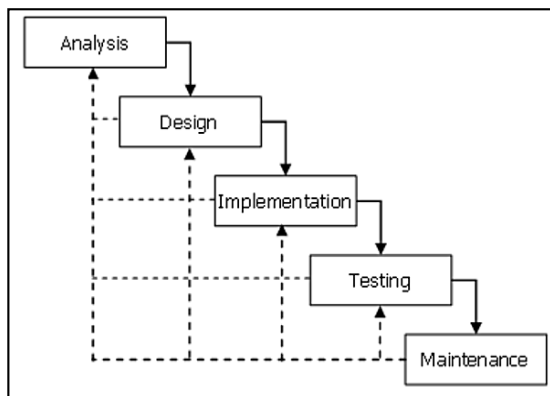 Analysis
Design
Implementation
Testing
Maintenance